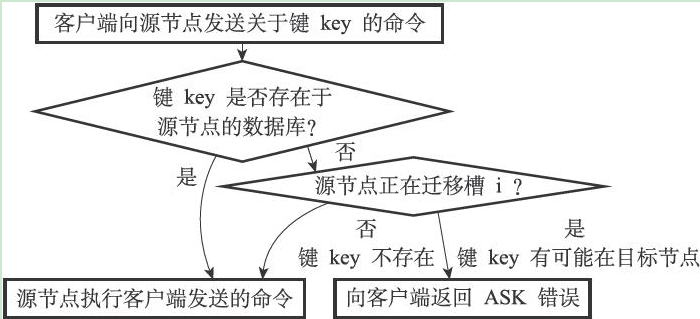 客户端向源节点发送关于键 key 的命令
键 key 是否存在于
源节点的数据库？
否
是
源节点正在迁移槽 i ？
否
键 key 不存在
是
键 key 有可能在目标节点
源节点执行客户端发送的命令
向客户端返回 ASK 错误